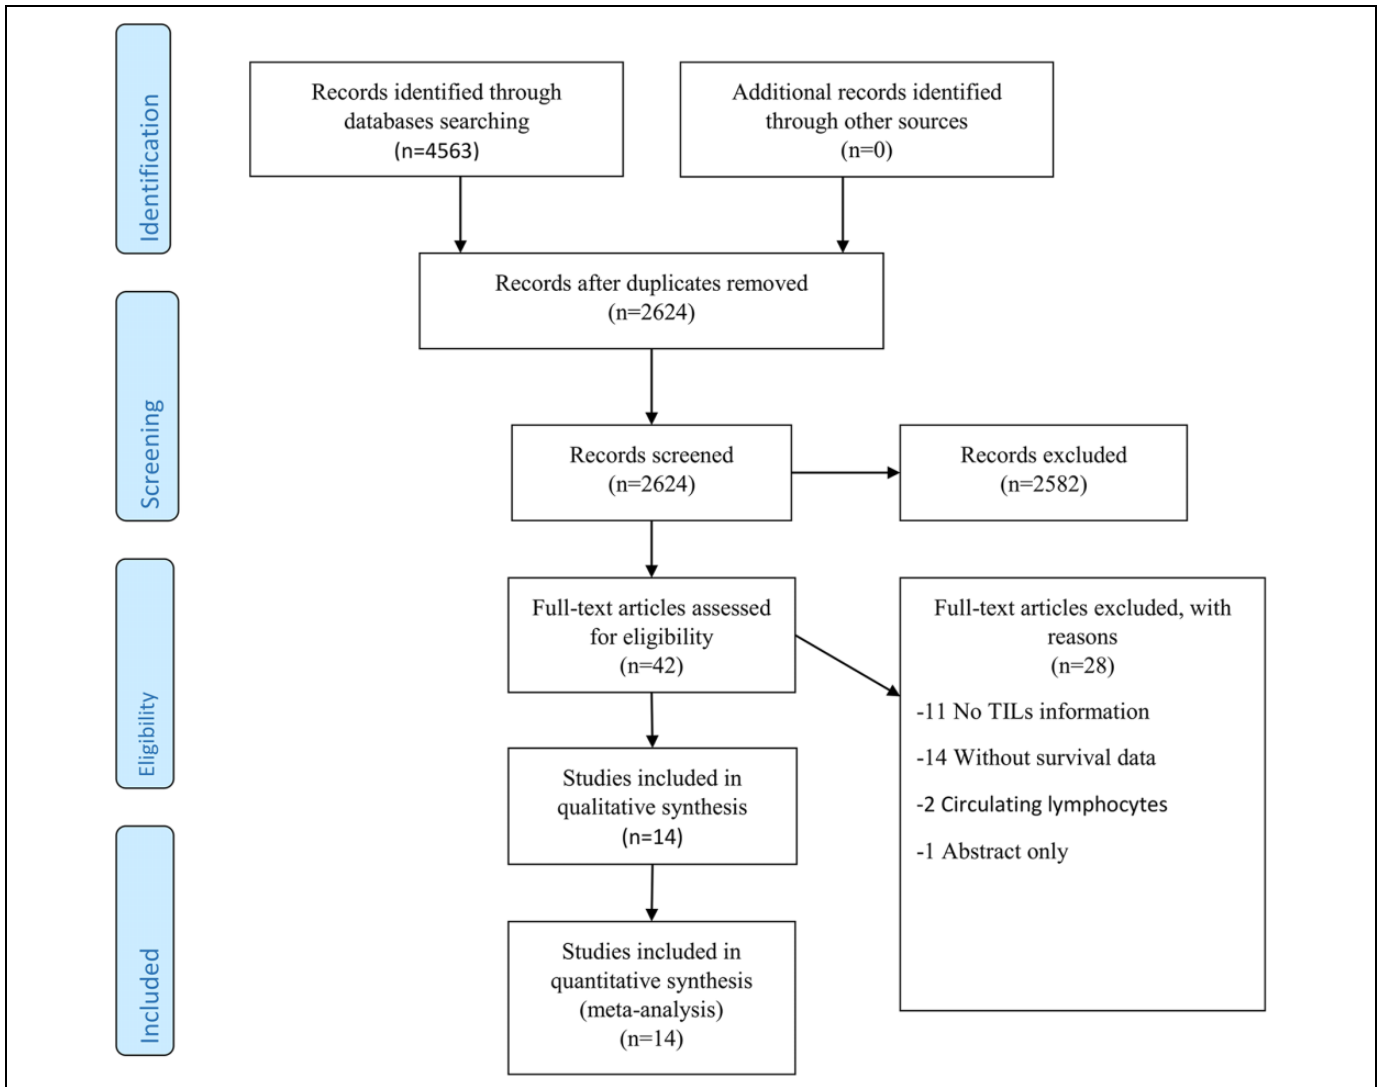 Identification
Records identified through
databases searching
(n=4563)
Additional records identified
through other sources
(n=0)
Records after duplicates removed
(n=2624)
Screening
Records screened
(n=2624)
Records excluded
(n=2582)
Eligibility
Full-text articles assessed
for eligibility
(n=42)
Full-text articles excluded, with
reasons
(n=28)
-11 No TILs information
-14 Without survival data
-2 Circulating lymphocytes
-1 Abstract only
Studies included in
qualitative synthesis
(n=14)
Included
Studies included in
quantitative synthesis
(meta-analysis)
(n=14)